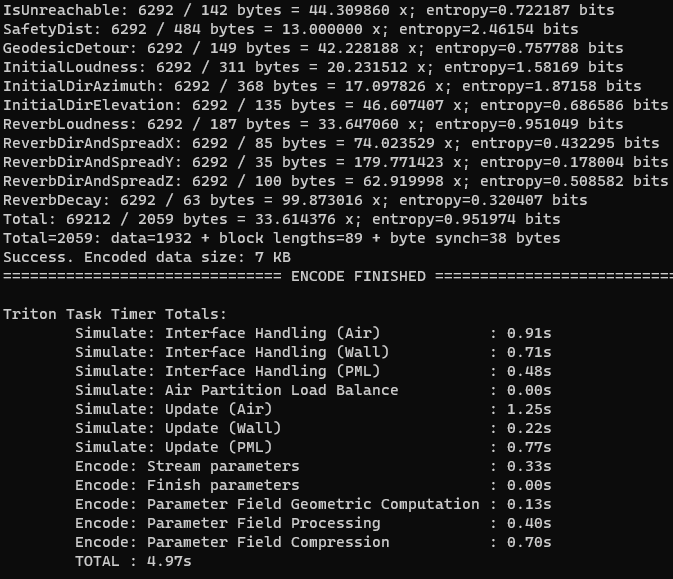 IsUnreachable: 6292 / 142 bytes = 44.309860 x; entropy=0.722187 bits
SafetyDist: 6292 / 484 bytes = 13.000000 x; entropy=2.46154 bits
GeodesicDetour: 6292 / 149 bytes = 42.228188 x; entropy=0.757788 bits
InitialLoudness: 6292 / 311 bytes = 20.231512 x; entropy=1.58169 bits
InitialDirAzimuth: 6292 / 368 bytes = 17.097826 x; entropy=1.87158 bits
InitialDirElevation: 6292 / 135 bytes = 46.607407 x; entropy=0.686586 bits
ReverbLoudness: 6292 / 187 bytes = 33.647060 x; entropy=0.951049 bits
ReverbDirAndSpreadX: 6292 / 85 bytes = 74.023529 x; entropy=0.432295 bits
ReverbDirAndSpreadY: 6292 / 35 bytes = 179.771423 x; entropy=0.178004 bits
ReverbDirAndSpreadZ: 6292 / 100 bytes = 62.919998 x; entropy=0.508582 bits
ReverbDecay: 6292 / 63 bytes = 99.873016 x; entropy=0.320407 bits
Total: 69212 / 2059 bytes = 33.614376 x; entropy=0.951974 bits
Total=2059: data=1932 + block lengths=89 + byte synch=38 bytes
Success. Encoded data size: 7 KB
=============================== ENCODE FINISHED ===========================
Triton Task Timer Totals:
Simulate: Interface Handling (Air) : 0.91s
Simulate: Interface Handling (Wall) : 0.71s
Simulate: Interface Handling (PML) : 0.48s
Simulate: Air Partition Load Balance : 0.00s
Simulate: Update (Air) : 1.25s
Simulate: Update (Wall) : 0.22s
Simulate: Update (PML) : 0.77s
Encode: Stream parameters : 0.33s
Encode: Finish parameters : 0.00s
Encode: Parameter Field Geometric Computation : 0.13s
Encode: Parameter Field Processing : 0.40s
Encode: Parameter Field Compression : 0.70s
TOTAL : 4.97s